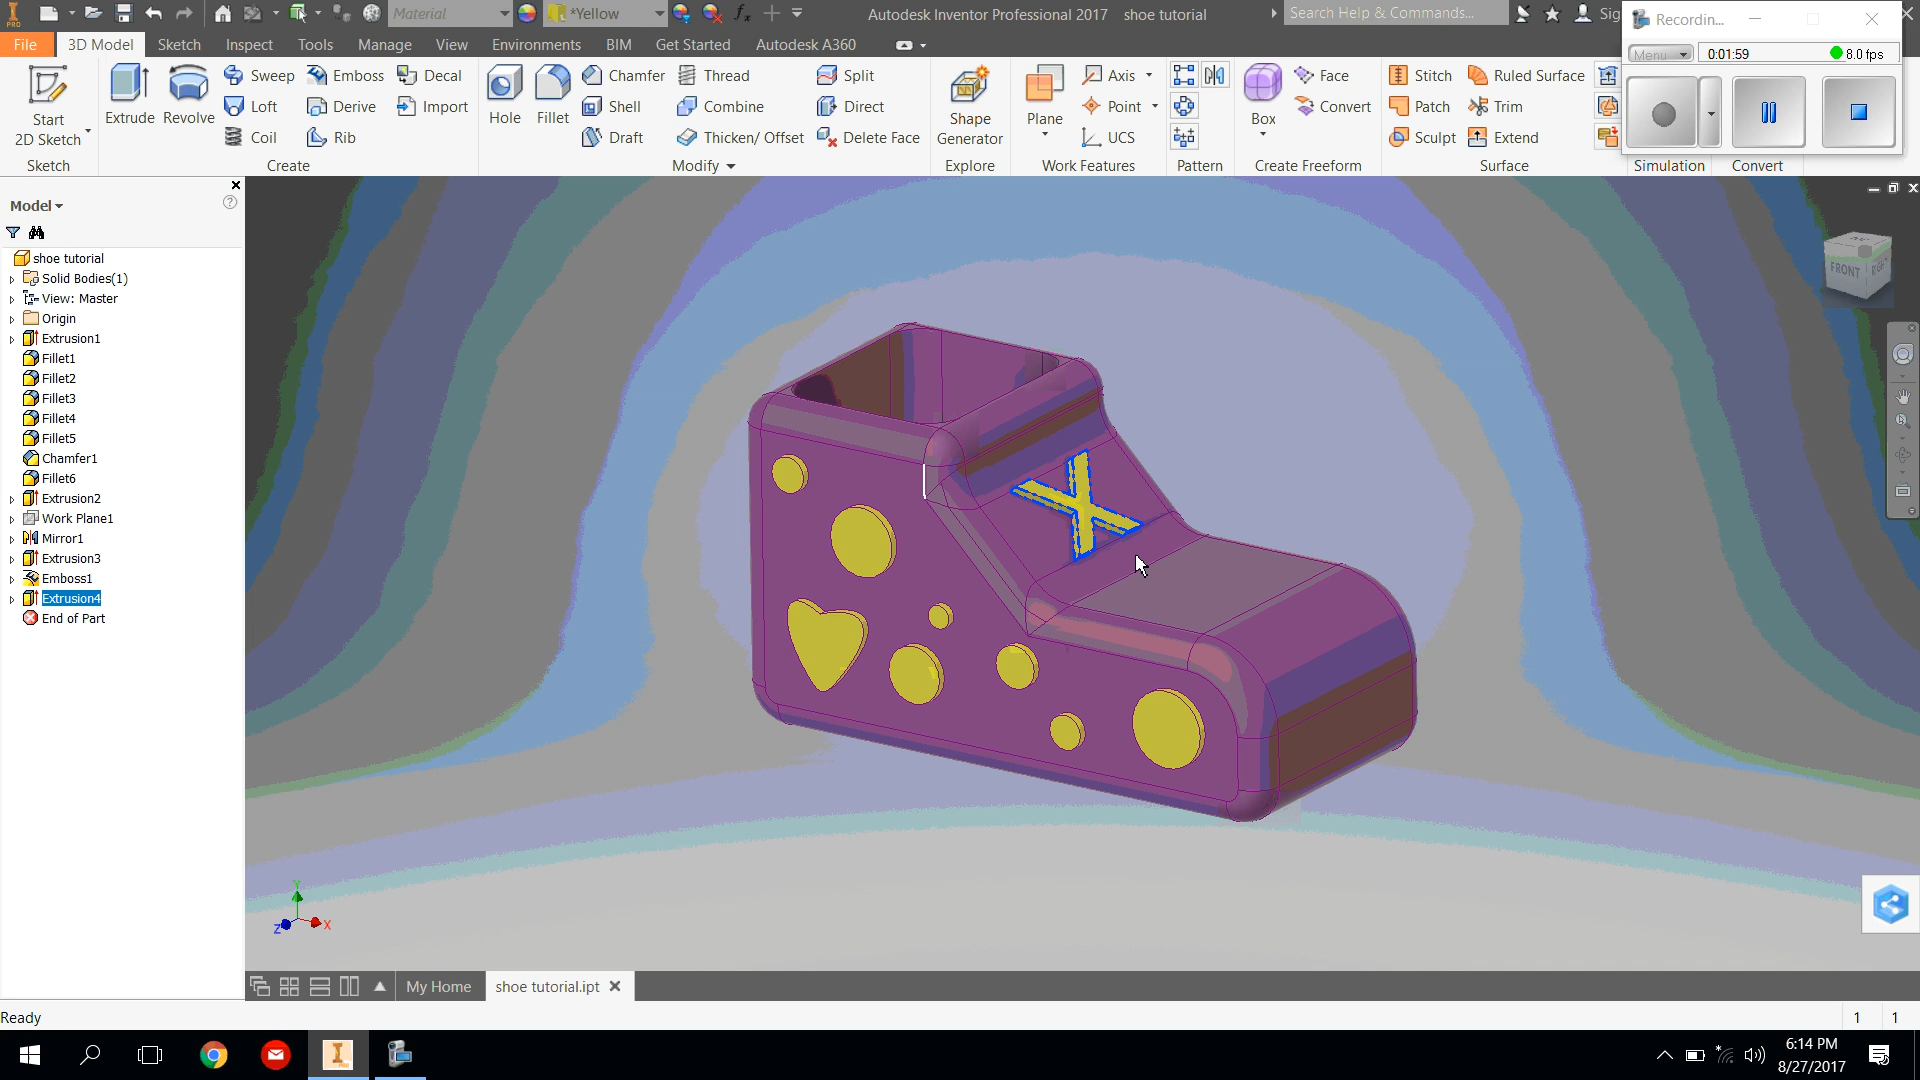 Material
*Yellow
Autodesk Inventor Professional 2017 shoe tutorial
Search Help & Commands...
Recordin...
File 3D Model Sketch Inspect Tools Manage View Environments BIM Get Started Autodesk A360
Menu 0:01:59 8.0 fps
Start
2D Sketch
Extrude
Revolve
Sweep Emboss Decal
Loft Derive Import
Coil Rib
Hole
Fillet
Chamfer Thread Split
Shell Combine Direct
Draft Thicken/ Offset Delete Face
Shape
Generator
Plane
Axis
Point
UCS
Box
Face
Convert
Stitch Ruled Surface
Patch Trim
Sculpt Extend
Sketch Create Modify Explore Work Features Pattern Create Freeform Surface Simulation Convert
Model
shoe tutorial
Solid Bodies(1)
View: Master
Origin
Extrusion1
Fillet1
Fillet2
Fillet3
Fillet4
Fillet5
Chamfer1
Fillet6
Extrusion2
Work Plane1
Mirror1
Extrusion3
Emboss1
Extrusion4
End of Part
FRONT
X
Y
Z
X
My Home
shoe tutorial.ipt
Ready
1 1
6:14 PM
8/27/2017